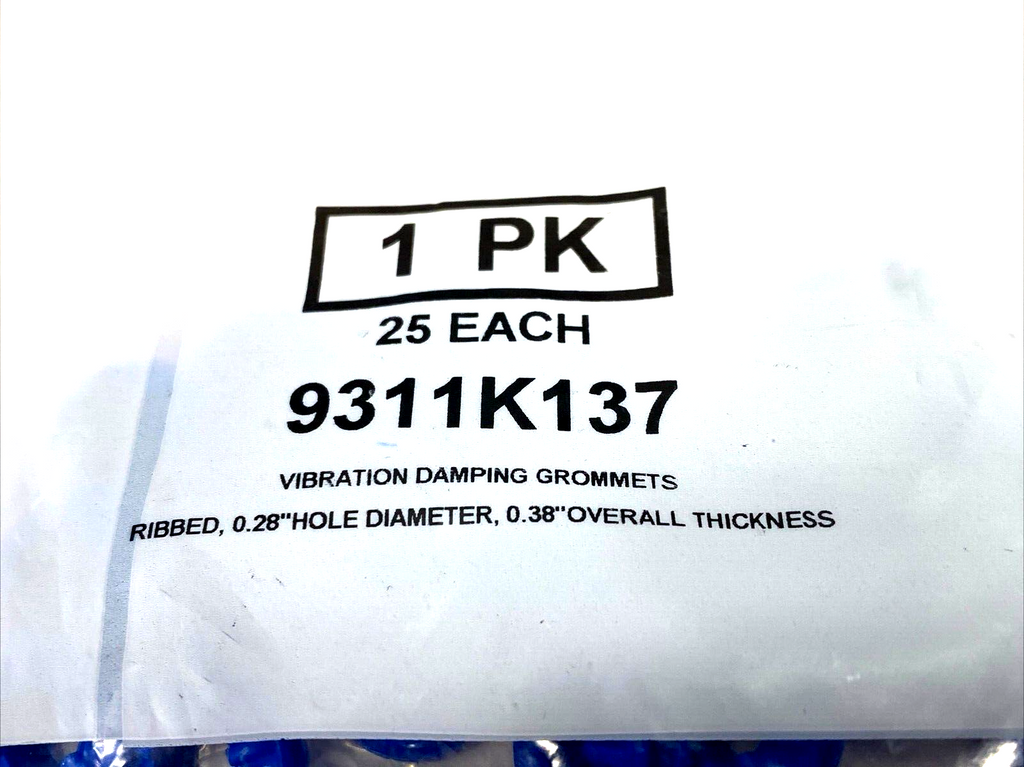 1 PK
25 EACH
9311K137
VIBRATION DAMPING GROMMETS
RIBBED, 0.28"HOLE DIAMETER, 0.38"OVERALL THICKNESS